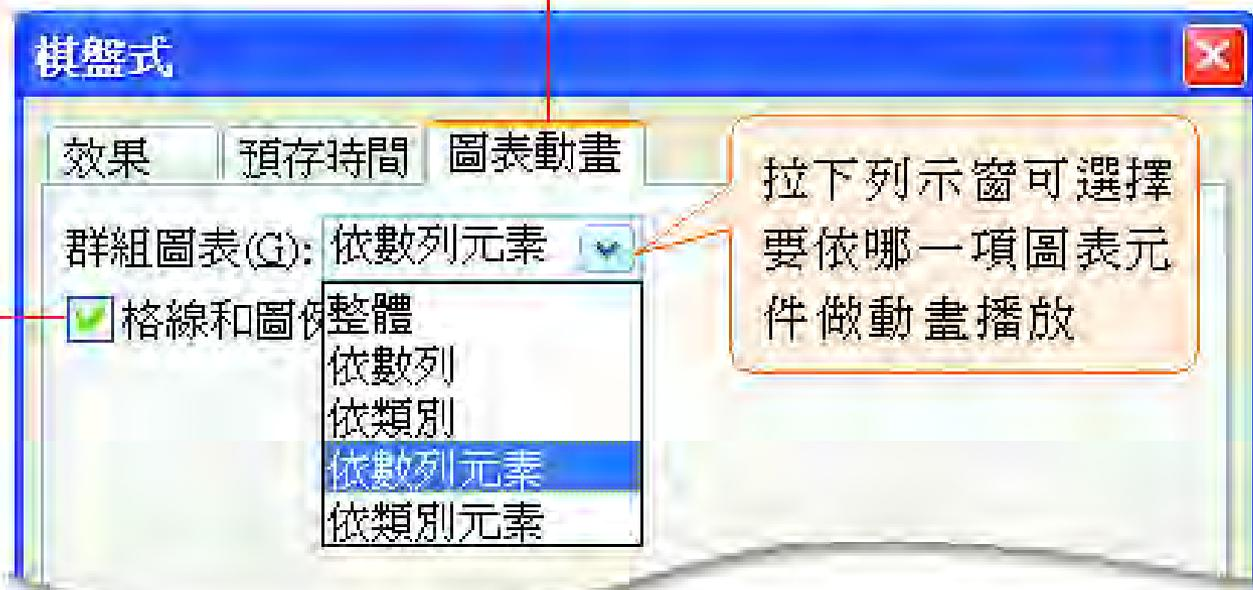 棋盤式
效果 預存時間 圖表動畫
群組圖表(G): 依數列元素
格線和圖例
整體
依數列
依類別
依數列元素
依類別元素
拉下列示窗可選擇
要依哪一項圖表元
件做動畫播放